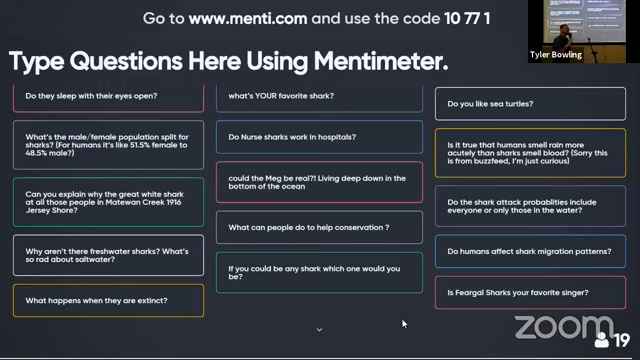 Go to www.menti.com and use the code 10 77 1
Tyler Bowling
Type Questions Here Using Mentimeter.
Do they sleep with their eyes open?
What's the male/female population split for
sharks? (For humans it's like 51.5% female to
48.5% male?)
Can you explain why the great white shark
at all those people in Matewan Creek 1916
Jersey Shore?
Why aren't there freshwater sharks? What's
so rad about saltwater?
What happens when they are extinct?
what's YOUR favorite shark?
Do Nurse sharks work in hospitals?
could the Meg be real?! Living deep down in the
bottom of the ocean
What can people do to help conservation ?
If you could be any shark which one would you
be?
Do you like sea turtles?
Is it true that humans smell rain more
acutely than sharks smell blood? (Sorry this
is from buzzfeed, I'm just curious)
Do the shark attack probablities include
everyone or only those in the water?
Do humans affect shark migration patterns?
Is Feargal Sharks your favorite singer?
zoom
19